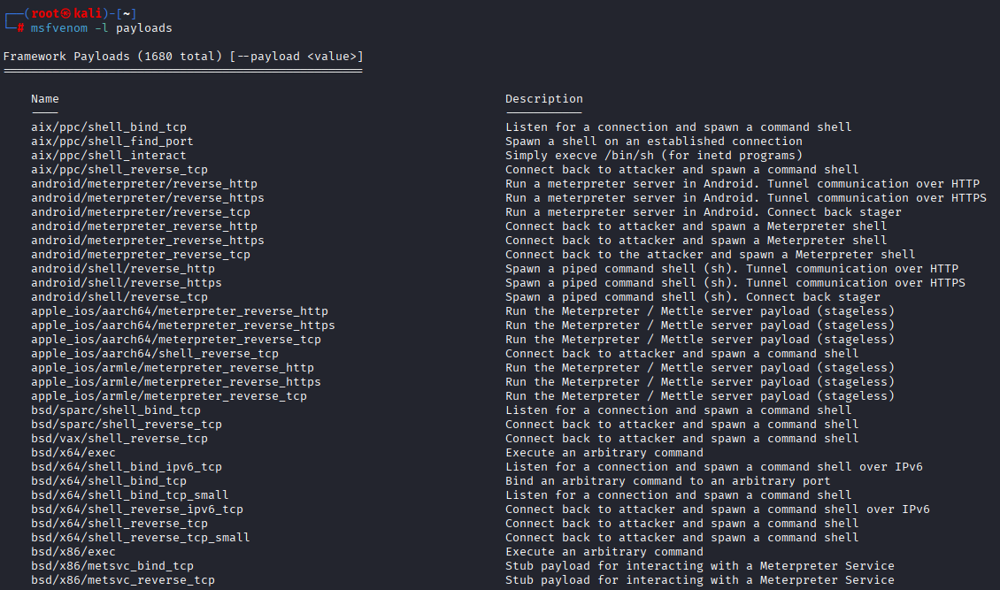 ┌──(root㉿kali)-[~]
└─# msfvenom -l payloads
Framework Payloads (1680 total) [--payload <value>]
Name Description
aix/ppc/shell_bind_tcp Listen for a connection and spawn a command shell
aix/ppc/shell_find_port Spawn a shell on an established connection
aix/ppc/shell_interact Simply execve /bin/sh (for inetd programs)
aix/ppc/shell_reverse_tcp Connect back to attacker and spawn a command shell
android/meterpreter/reverse_http Run a meterpreter server in Android. Tunnel communication over HTTP
android/meterpreter/reverse_https Run a meterpreter server in Android. Tunnel communication over HTTPS
android/meterpreter/reverse_tcp Run a meterpreter server in Android. Connect back stager
android/meterpreter_reverse_http Connect back to attacker and spawn a Meterpreter shell
android/meterpreter_reverse_https Connect back to attacker and spawn a Meterpreter shell
android/meterpreter_reverse_tcp Connect back to the attacker and spawn a Meterpreter shell
android/shell/reverse_http Spawn a piped command shell (sh). Tunnel communication over HTTP
android/shell/reverse_https Spawn a piped command shell (sh). Tunnel communication over HTTPS
android/shell/reverse_tcp Spawn a piped command shell (sh). Connect back stager
apple_ios/aarch64/meterpreter_reverse_http Run the Meterpreter / Mettle server payload (stageless)
apple_ios/aarch64/meterpreter_reverse_https Run the Meterpreter / Mettle server payload (stageless)
apple_ios/aarch64/meterpreter_reverse_tcp Run the Meterpreter / Mettle server payload (stageless)
apple_ios/aarch64/shell_reverse_tcp Connect back to attacker and spawn a command shell
apple_ios/armle/meterpreter_reverse_http Run the Meterpreter / Mettle server payload (stageless)
apple_ios/armle/meterpreter_reverse_https Run the Meterpreter / Mettle server payload (stageless)
apple_ios/armle/meterpreter_reverse_tcp Run the Meterpreter / Mettle server payload (stageless)
bsd/sparc/shell_bind_tcp Listen for a connection and spawn a command shell
bsd/sparc/shell_reverse_tcp Connect back to attacker and spawn a command shell
bsd/vax/shell_reverse_tcp Connect back to attacker and spawn a command shell
bsd/x64/exec Execute an arbitrary command
bsd/x64/shell_bind_ipv6_tcp Listen for a connection and spawn a command shell over IPv6
bsd/x64/shell_bind_tcp Bind an arbitrary command to an arbitrary port
bsd/x64/shell_bind_tcp_small Listen for a connection and spawn a command shell
bsd/x64/shell_reverse_ipv6_tcp Connect back to attacker and spawn a command shell over IPv6
bsd/x64/shell_reverse_tcp Connect back to attacker and spawn a command shell
bsd/x64/shell_reverse_tcp_small Connect back to attacker and spawn a command shell
bsd/x86/exec Execute an arbitrary command
bsd/x86/metsvc_bind_tcp Stub payload for interacting with a Meterpreter Service
bsd/x86/metsvc_reverse_tcp Stub payload for interacting with a Meterpreter Service